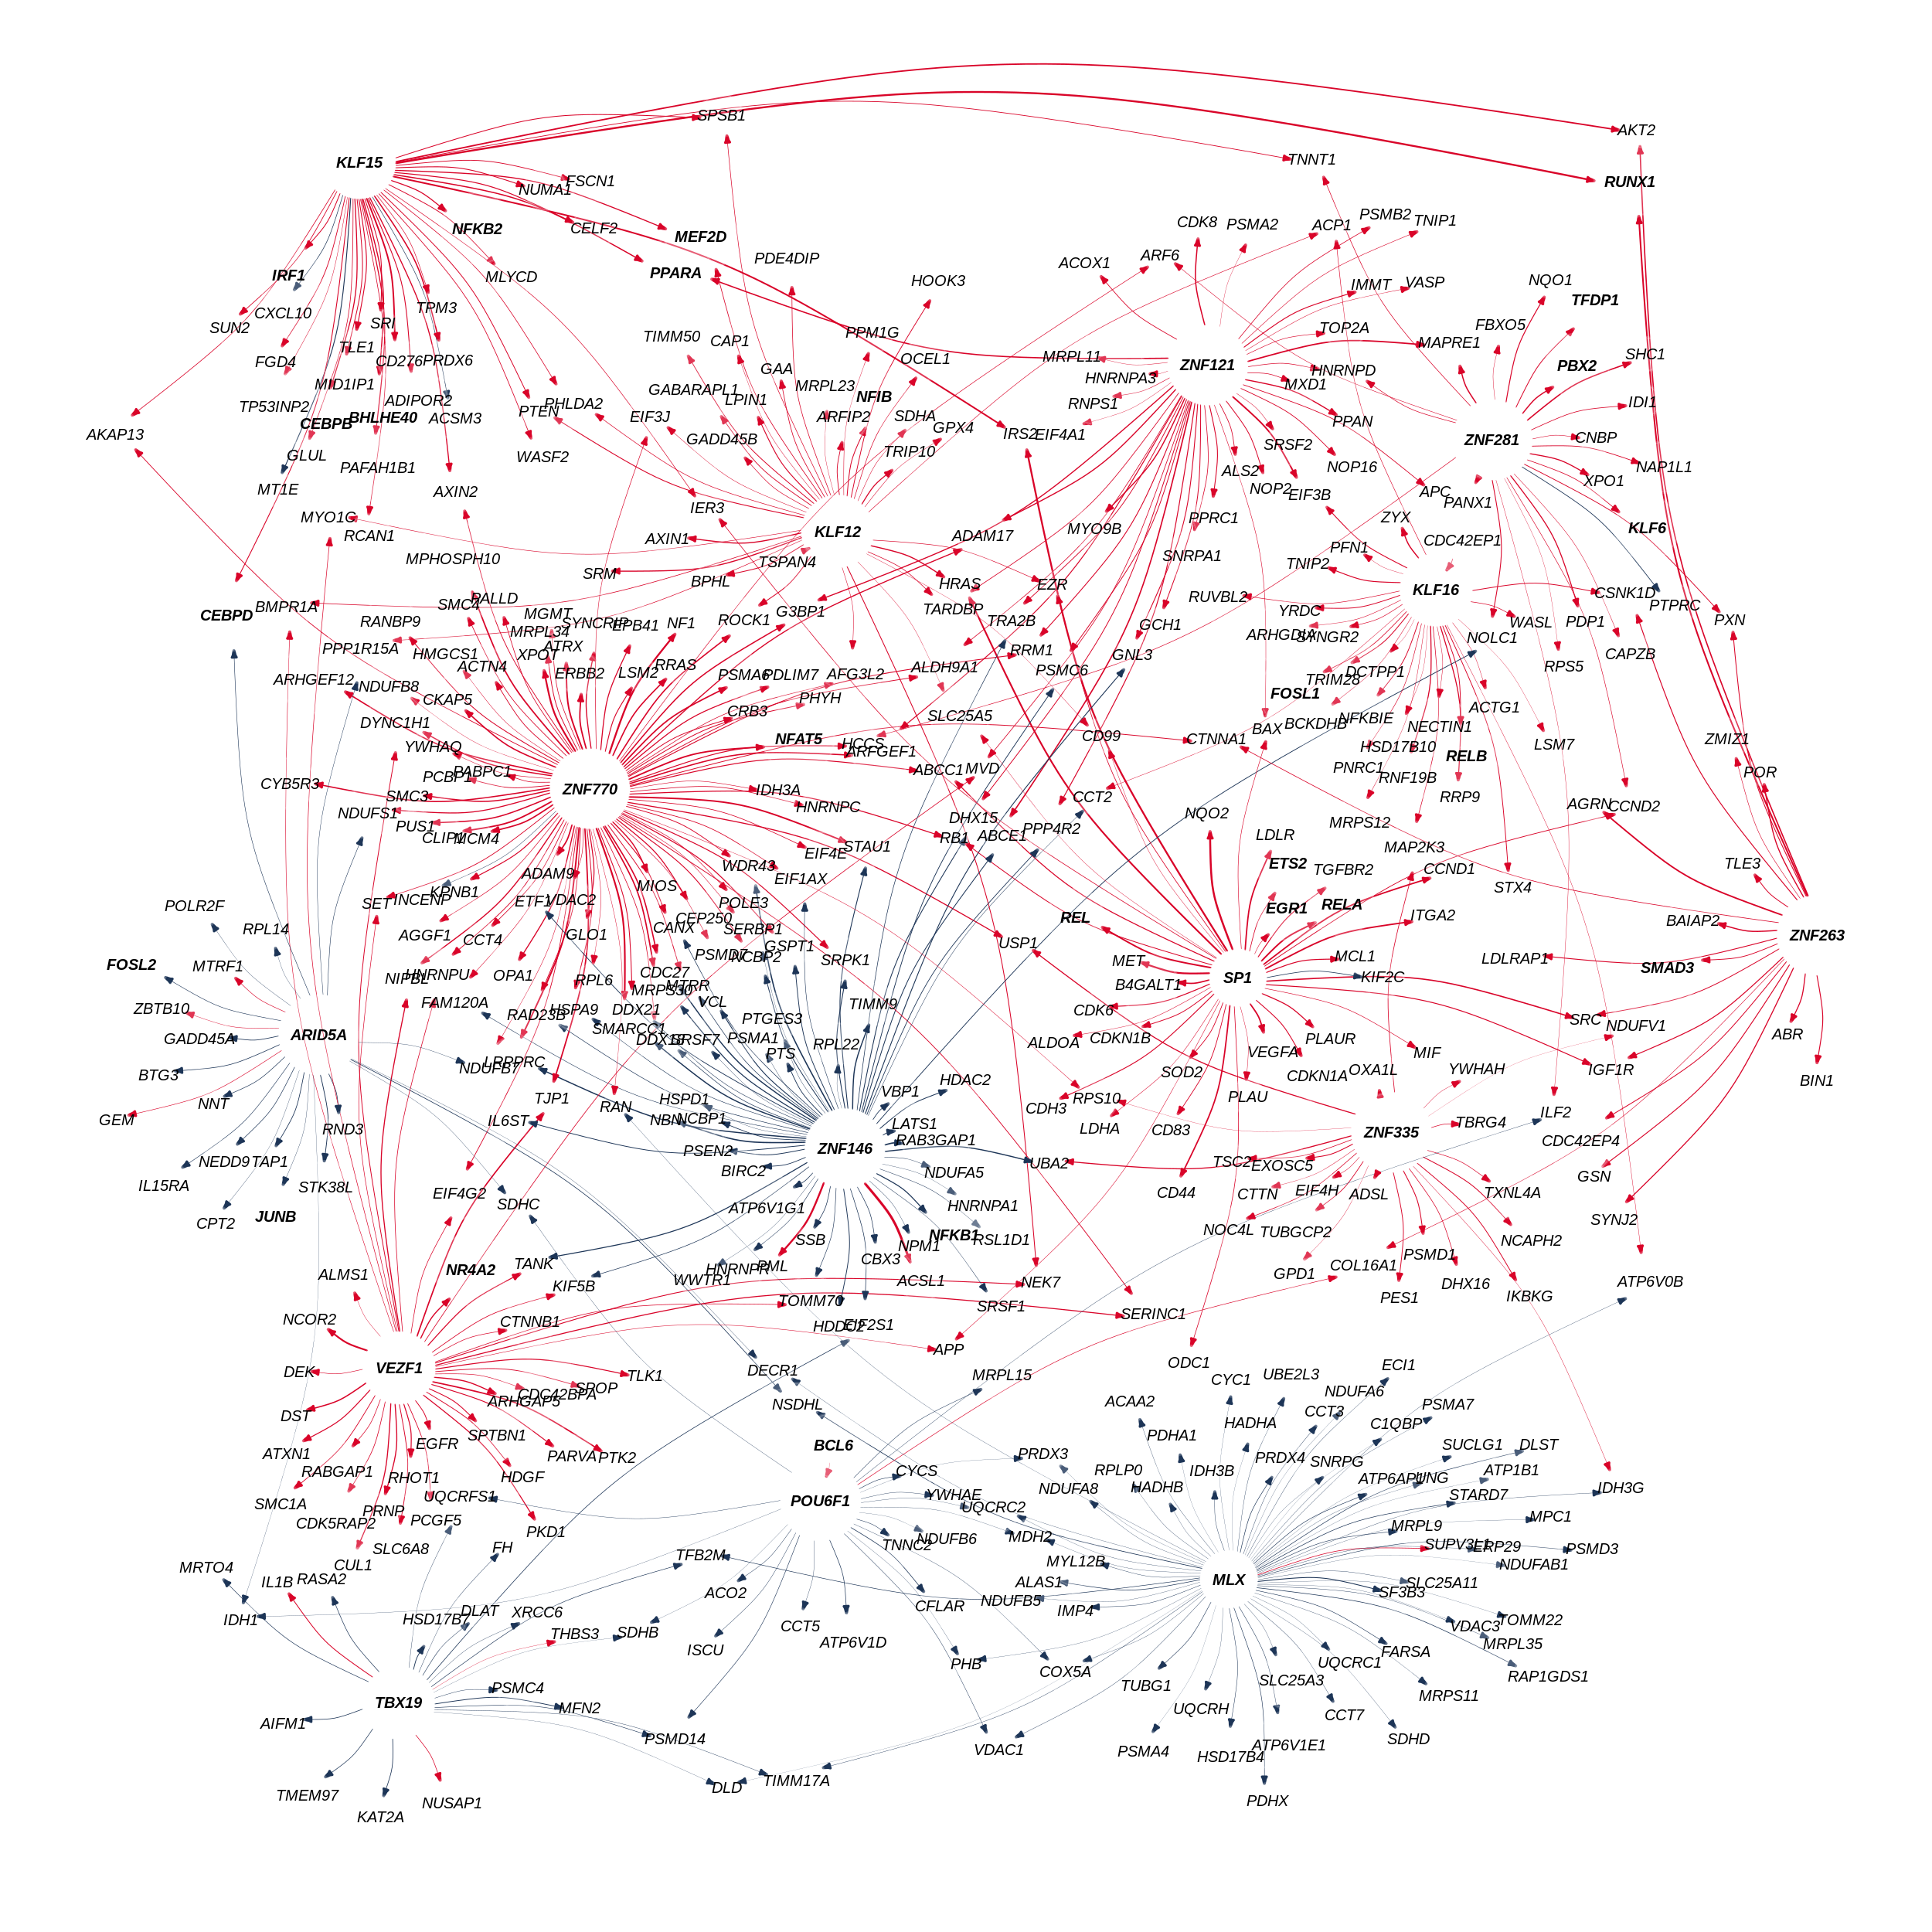 SPSB1
AKT2
KLF15
TNNT1
FSCN1
NUMA1
RUNX1
NFKB2
CELF2
MEF2D
CDK8
PSMA2
ACP1
PSMB2
TNIP1
PPARA
PDE4DIP
ACOX1
ARF6
IRF1
MLYCD
HOOK3
IMMT
VASP
NQO1
TFDP1
CXCL10
SUN2
SRI
TPM3
TIMM50
CAP1
PPM1G
TOP2A
FBXO5
MAPRE1
SHC1
FGD4
TLE1
CD276
PRDX6
GAA
OCEL1
MRPL11
ZNF121
HNRNPD
PBX2
MID1IP1
GABARAPL1
LPIN1
MRPL23
NFIB
HNRNPA3
MXD1
TP53INP2
ADIPOR2
ACSM3
CEBPB
BHLHE40
PTEN
PHLDA2
EIF3J
ARFIP2
SDHA
GPX4
RNPS1
IDI1
AKAP13
GADD45B
IRS2
EIF4A1
PPAN
ZNF281
CNBP
GLUL
PAFAH1B1
WASF2
TRIP10
SRSF2
NOP16
NAP1L1
MT1E
AXIN2
ALS2
NOP2
EIF3B
APC
PANX1
XPO1
MYO1C
RCAN1
IER3
KLF12
ADAM17
MYO9B
PPRC1
ZYX
KLF6
AXIN1
CDC42EP1
PFN1
MPHOSPH10
SRM
BPHL
TSPAN4
SNRPA1
TNIP2
KLF16
CEBPD
BMPR1A
SMC4
PALLD
HRAS
EZR
RUVBL2
CSNK1D
PTPRC
MGMT
SYNCRIP
EPB41
NF1
ROCK1
G3BP1
TARDBP
TRA2B
GCH1
YRDC
WASL
PDP1
PXN
RANBP9
MRPL34
ARHGDIA
SYNGR2
NOLC1
PPP1R15A
HMGCS1
XPOT
ATRX
RRM1
GNL3
CAPZB
ARHGEF12
NDUFB8
ACTN4
ERBB2
LSM2
RRAS
PSMA6
PDLIM7
AFG3L2
ALDH9A1
PSMC6
TRIM28
DCTPP1
RPS5
CKAP5
CRB3
PHYH
FOSL1
DYNC1H1
SLC25A5
BCKDHB
NFKBIE
NECTIN1
ACTG1
YWHAQ
NFAT5
HCCS
ARFGEF1
CD99
CTNNA1
BAX
HSD17B10
RELB
LSM7
ZMIZ1
PCBP1
PABPC1
ABCC1
MVD
PNRC1
RNF19B
POR
CYB5R3
SMC3
ZNF770
IDH3A
HNRNPC
CCT2
RRP9
AGRN
CCND2
NDUFS1
PUS1
CLIP1
MCM4
DHX15
ABCE1
PPP4R2
NQO2
MRPS12
STAU1
EIF4E
RB1
LDLR
MAP2K3
WDR43
EIF1AX
ETS2
TGFBR2
CCND1
TLE3
ADAM9
MIOS
STX4
SET
INCENP
KPNB1
ETF1
VDAC2
POLE3
POLR2F
RPL14
CEP250
CANX
SERBP1
REL
EGR1
RELA
ITGA2
BAIAP2
ZNF263
AGGF1
CCT4
GLO1
PSMD7
NCBP2
GSPT1
SRPK1
USP1
FOSL2
MTRF1
NIPBL
HNRNPU
OPA1
RPL6
CDC27
MET
SP1
MCL1
LDLRAP1
SMAD3
ZBTB10
FAM120A
HSPA9
MRPS30
MTRR
B4GALT1
KIF2C
RAD23B
DDX21
VCL
TIMM9
CDK6
SRC
NDUFV1
ABR
GADD45A
ARID5A
SMARCC1
PTGES3
SRSF7
PSMA1
RPL22
ALDOA
CDKN1B
PLAUR
LRPPRC
NDUFB7
PTS
VEGFA
MIF
BTG3
SOD2
CDKN1A
OXA1L
YWHAH
IGF1R
BIN1
GEM
NNT
TJP1
RAN
HSPD1
VBP1
HDAC2
CDH3
RPS10
PLAU
RND3
IL6ST
NBN
NCBP1
LATS1
RAB3GAP1
LDHA
CD83
ZNF335
TBRG4
ILF2
CDC42EP4
NEDD9
TAP1
PSEN2
ZNF146
UBA2
TSC2
EXOSC5
IL15RA
STK38L
BIRC2
NDUFA5
CD44
CTTN
EIF4H
ADSL
TXNL4A
GSN
EIF4G2
SDHC
ATP6V1G1
HNRNPA1
CPT2
JUNB
SSB
NFKB1
RSL1D1
NOC4L
TUBGCP2
NCAPH2
SYNJ2
NR4A2
TANK
HNRNPR
PML
CBX3
NPM1
PSMD1
ALMS1
KIF5B
WWTR1
ACSL1
NEK7
GPD1
COL16A1
DHX16
ATP6V0B
NCOR2
CTNNB1
TOMM70
SRSF1
SERINC1
PES1
IKBKG
HDDC2
EIF2S1
DEK
VEZF1
TLK1
DECR1
APP
ODC1
CDC42BPA
SPOP
MRPL15
CYC1
UBE2L3
ECI1
DST
ARHGAP5
NSDHL
ACAA2
NDUFA6
ATXN1
EGFR
SPTBN1
PARVA
PTK2
BCL6
PDHA1
HADHA
CCT3
C1QBP
PSMA7
RABGAP1
RHOT1
HDGF
CYCS
PRDX3
RPLP0
IDH3B
PRDX4
SNRPG
SUCLG1
DLST
SMC1A
UQCRFS1
POU6F1
YWHAE
UQCRC2
NDUFA8
HADHB
UNG
ATP1B1
IDH3G
CDK5RAP2
PRNP
PCGF5
PKD1
STARD7
MPC1
SLC6A8
FH
TFB2M
TNNC2
NDUFB6
MDH2
MRPL9
SUPV3L1
ERP29
PSMD3
MRTO4
CUL1
MYL12B
NDUFAB1
IL1B
RASA2
ACO2
ALAS1
MLX
SLC25A11
SF3B3
IDH1
HSD17B7
DLAT
XRCC6
CFLAR
NDUFB5
IMP4
VDAC3
TOMM22
THBS3
SDHB
CCT5
ATP6V1D
MRPL35
ISCU
PHB
COX5A
UQCRC1
FARSA
RAP1GDS1
TBX19
PSMC4
MFN2
TUBG1
SLC25A3
MRPS11
AIFM1
PSMD14
UQCRH
CCT7
VDAC1
PSMA4
HSD17B4
ATP6V1E1
SDHD
TMEM97
KAT2A
NUSAP1
DLD
TIMM17A
PDHX